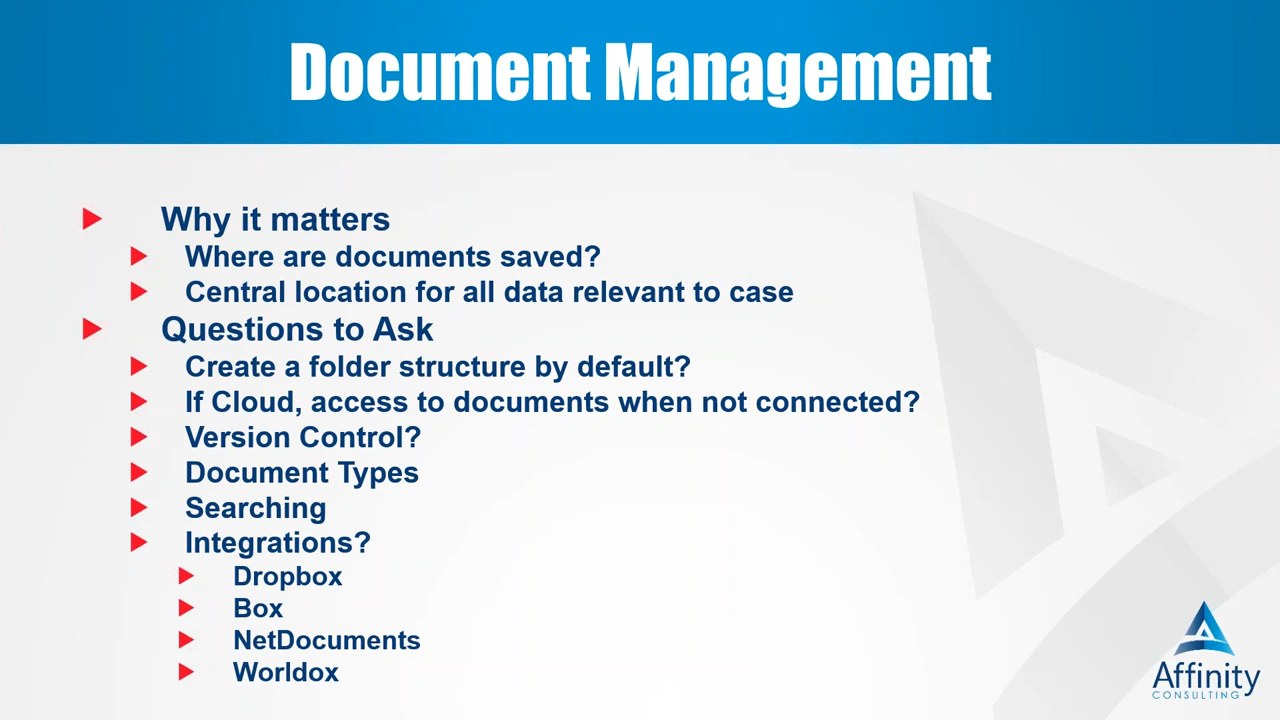 Document Management
Why it matters
Where are documents saved?
Central location for all data relevant to case
Questions to Ask
Create a folder structure by default?
If Cloud, access to documents when not connected?
Version Control?
Document Types
Searching
Integrations?
Dropbox
Box
NetDocuments
Worldox
Affinity
CONSULTING